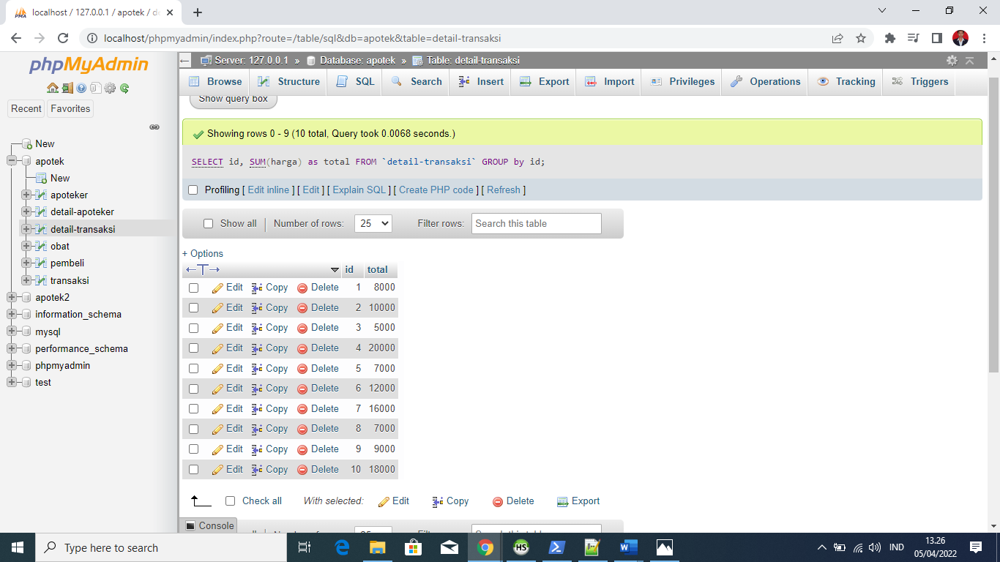 localhost / 127.0.0.1 / apotek / de
localhost/phpmyadmin/index.php?route=/table/sql&db=apotek&table=detail-transaksi
phpMyAdmin
Recent Favorites
New
apotek
New
apoteker
detail-apoteker
detail-transaksi
obat
pembeli
transaksi
apotek2
information_schema
mysql
performance_schema
phpmyadmin
test
Server: 127.0.0.1 » Database: apotek » Table: detail-transaksi
Browse Structure SQL Search Insert Export Import Privileges Operations Tracking Triggers
Show query box
Showing rows 0 - 9 (10 total, Query took 0.0068 seconds.)
SELECT id, SUM(harga) as total FROM `detail-transaksi` GROUP by id;
Profiling [ Edit inline ] [ Edit ] [ Explain SQL ] [ Create PHP code ] [ Refresh ]
Show all Number of rows: 25 Filter rows: Search this table
+ Options
←T→ id total
Edit Copy Delete 1 8000
Edit Copy Delete 2 10000
Edit Copy Delete 3 5000
Edit Copy Delete 4 20000
Edit Copy Delete 5 7000
Edit Copy Delete 6 12000
Edit Copy Delete 7 16000
Edit Copy Delete 8 7000
Edit Copy Delete 9 9000
Edit Copy Delete 10 18000
Check all With selected: Edit Copy Delete Export
Console
Type here to search
IND
13.26
05/04/2022